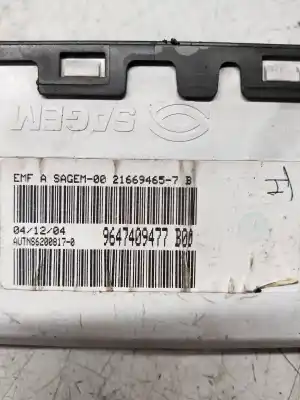 SAGEM
EMF A SAGEM-00 21669465-7 B
04/12/04
AUTN86200817-0
9647409477 B00